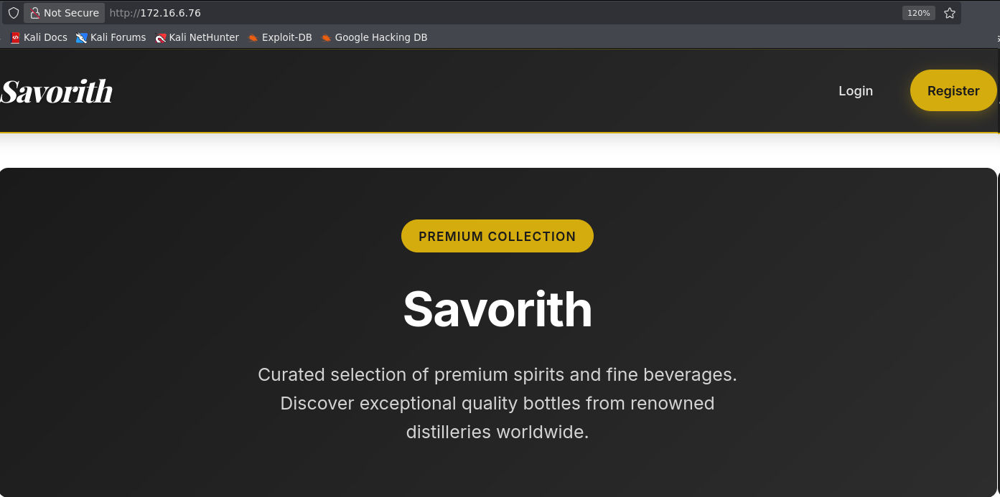 Not Secure http://172.16.6.76 120%
Kali Docs Kali Forums Kali NetHunter Exploit-DB Google Hacking DB
Savorith Login Register
PREMIUM COLLECTION
Savorith
Curated selection of premium spirits and fine beverages.
Discover exceptional quality bottles from renowned
distilleries worldwide.